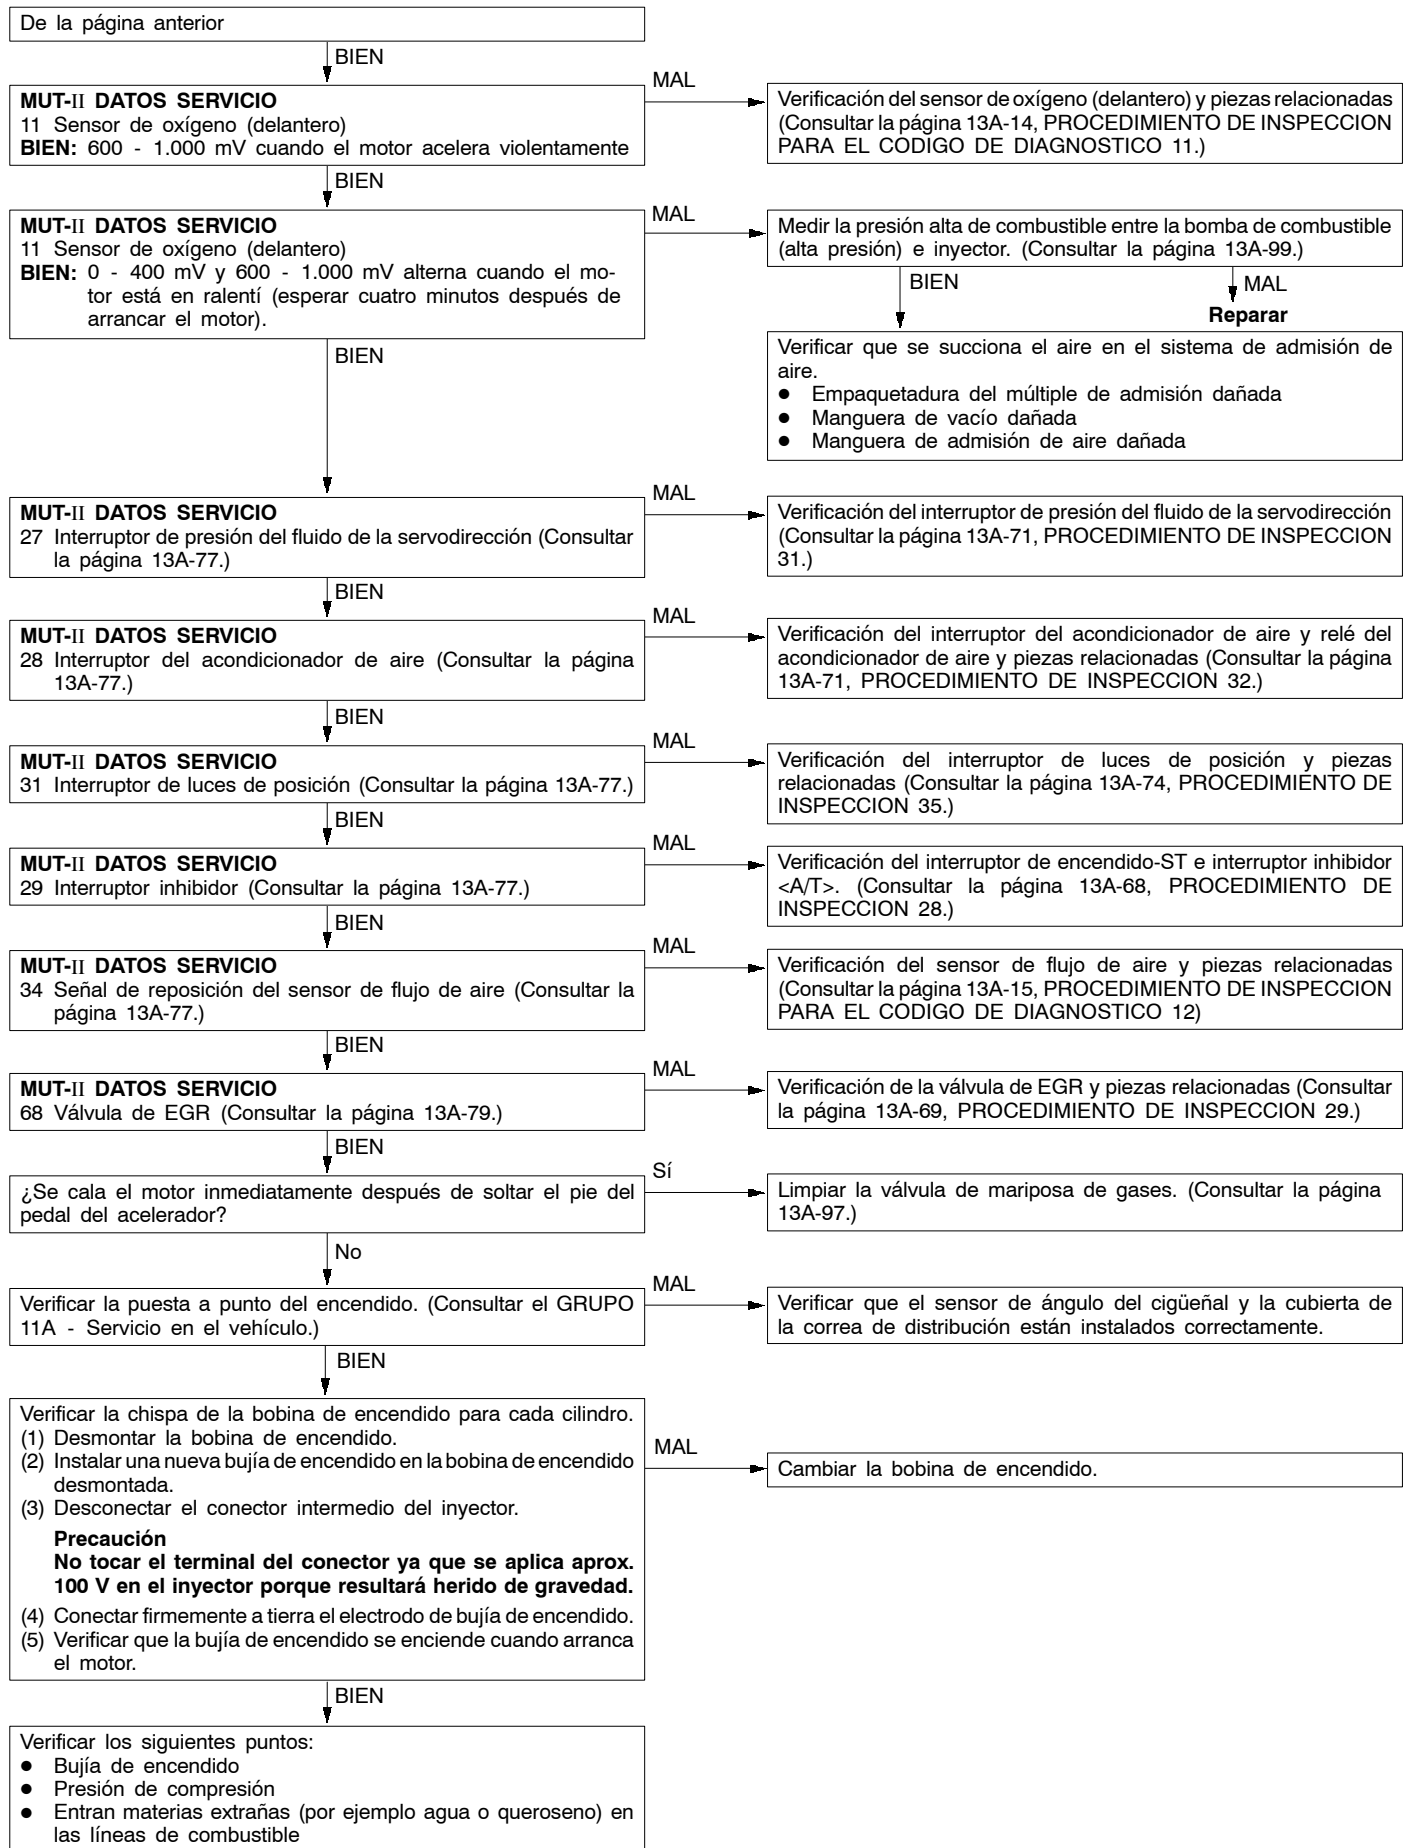 De la página anterior
BIEN
MUT-II DATOS SERVICIO
11 Sensor de oxígeno (delantero)
BIEN: 600 - 1.000 mV cuando el motor acelera violentamente
MAL
Verificación del sensor de oxígeno (delantero) y piezas relacionadas
(Consultar la página 13A-14, PROCEDIMIENTO DE INSPECCION
PARA EL CODIGO DE DIAGNOSTICO 11.)
BIEN
MUT-II DATOS SERVICIO
11 Sensor de oxígeno (delantero)
BIEN: 0 - 400 mV y 600 - 1.000 mV alterna cuando el mo-
tor está en ralentí (esperar cuatro minutos después de
arrancar el motor).
MAL
Medir la presión alta de combustible entre la bomba de combustible
(alta presión) e inyector. (Consultar la página 13A-99.)
BIEN
MAL
Reparar
Verificar que se succiona el aire en el sistema de admisión de
aire.
● Empaquetadura del múltiple de admisión dañada
● Manguera de vacío dañada
● Manguera de admisión de aire dañada
BIEN
MUT-II DATOS SERVICIO
27 Interruptor de presión del fluido de la servodirección (Consultar
la página 13A-77.)
MAL
Verificación del interruptor de presión del fluido de la servodirección
(Consultar la página 13A-71, PROCEDIMIENTO DE INSPECCION
31.)
BIEN
MUT-II DATOS SERVICIO
28 Interruptor del acondicionador de aire (Consultar la página
13A-77.)
MAL
Verificación del interruptor del acondicionador de aire y relé del
acondicionador de aire y piezas relacionadas (Consultar la página
13A-71, PROCEDIMIENTO DE INSPECCION 32.)
BIEN
MUT-II DATOS SERVICIO
31 Interruptor de luces de posición (Consultar la página 13A-77.)
MAL
Verificación del interruptor de luces de posición y piezas
relacionadas (Consultar la página 13A-74, PROCEDIMIENTO DE
INSPECCION 35.)
BIEN
MUT-II DATOS SERVICIO
29 Interruptor inhibidor (Consultar la página 13A-77.)
MAL
Verificación del interruptor de encendido-ST e interruptor inhibidor
<A/T>. (Consultar la página 13A-68, PROCEDIMIENTO DE
INSPECCION 28.)
BIEN
MUT-II DATOS SERVICIO
34 Señal de reposición del sensor de flujo de aire (Consultar la
página 13A-77.)
MAL
Verificación del sensor de flujo de aire y piezas relacionadas
(Consultar la página 13A-15, PROCEDIMIENTO DE INSPECCION
PARA EL CODIGO DE DIAGNOSTICO 12)
BIEN
MUT-II DATOS SERVICIO
68 Válvula de EGR (Consultar la página 13A-79.)
MAL
Verificación de la válvula de EGR y piezas relacionadas (Consultar
la página 13A-69, PROCEDIMIENTO DE INSPECCION 29.)
BIEN
¿Se cala el motor inmediatamente después de soltar el pie del
pedal del acelerador?
Sí
Limpiar la válvula de mariposa de gases. (Consultar la página
13A-97.)
No
Verificar la puesta a punto del encendido. (Consultar el GRUPO
11A - Servicio en el vehículo.)
MAL
Verificar que el sensor de ángulo del cigüeñal y la cubierta de
la correa de distribución están instalados correctamente.
BIEN
Verificar la chispa de la bobina de encendido para cada cilindro.
(1) Desmontar la bobina de encendido.
(2) Instalar una nueva bujía de encendido en la bobina de encendido
desmontada.
(3) Desconectar el conector intermedio del inyector.
Precaución
No tocar el terminal del conector ya que se aplica aprox.
100 V en el inyector porque resultará herido de gravedad.
(4) Conectar firmemente a tierra el electrodo de bujía de encendido.
(5) Verificar que la bujía de encendido se enciende cuando arranca
el motor.
MAL
Cambiar la bobina de encendido.
BIEN
Verificar los siguientes puntos:
● Bujía de encendido
● Presión de compresión
● Entran materias extrañas (por ejemplo agua o queroseno) en
las líneas de combustible